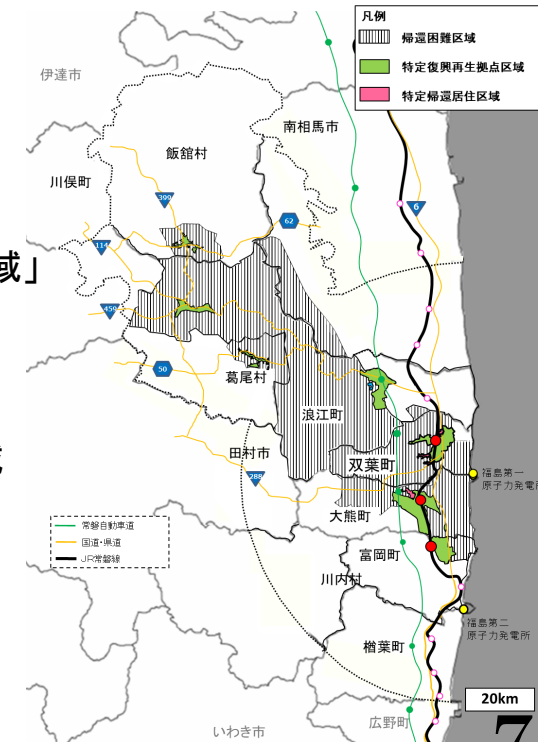 凡例
帰還困難区域
特定復興再生拠点区域
特定帰還居住区域
伊達市
南相馬市
飯舘村
川俣町
399
62
6
114
域」
459
50
葛尾村
浪江町
双葉町
田村市
288
福島第一
原子力発電所
大熊町
常磐自動車道
国道・県道
JR常磐線
富岡町
川内村
福島第二
原子力発電所
楢葉町
20km
広野町
いわき市
7